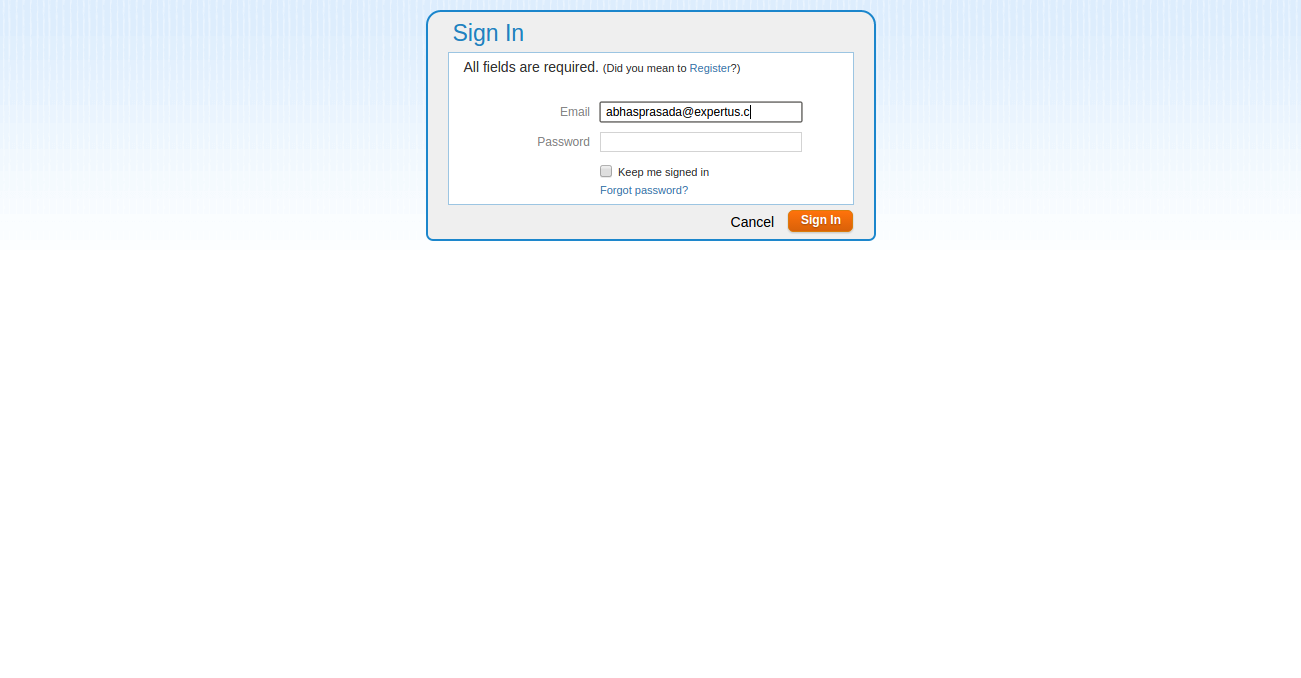 Sign In
All fields are required. (Did you mean to Register?)
Email abhasprasada@expertus.c
Password
Keep me signed in
Forgot password?
Cancel Sign In